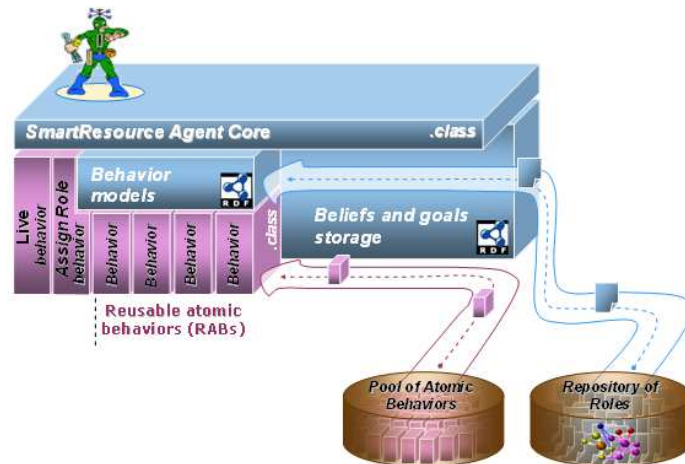 SmartResource Agent Core .class
Live
behavior
Assign Role
behavior
Behavior
models
RDF
Behavior
Behavior
Behavior
Behavior
.class
Beliefs and goals
storage
RDF
Reusable atomic
behaviors (RABs)
Pool of Atomic
Behaviors
Repository of
Roles